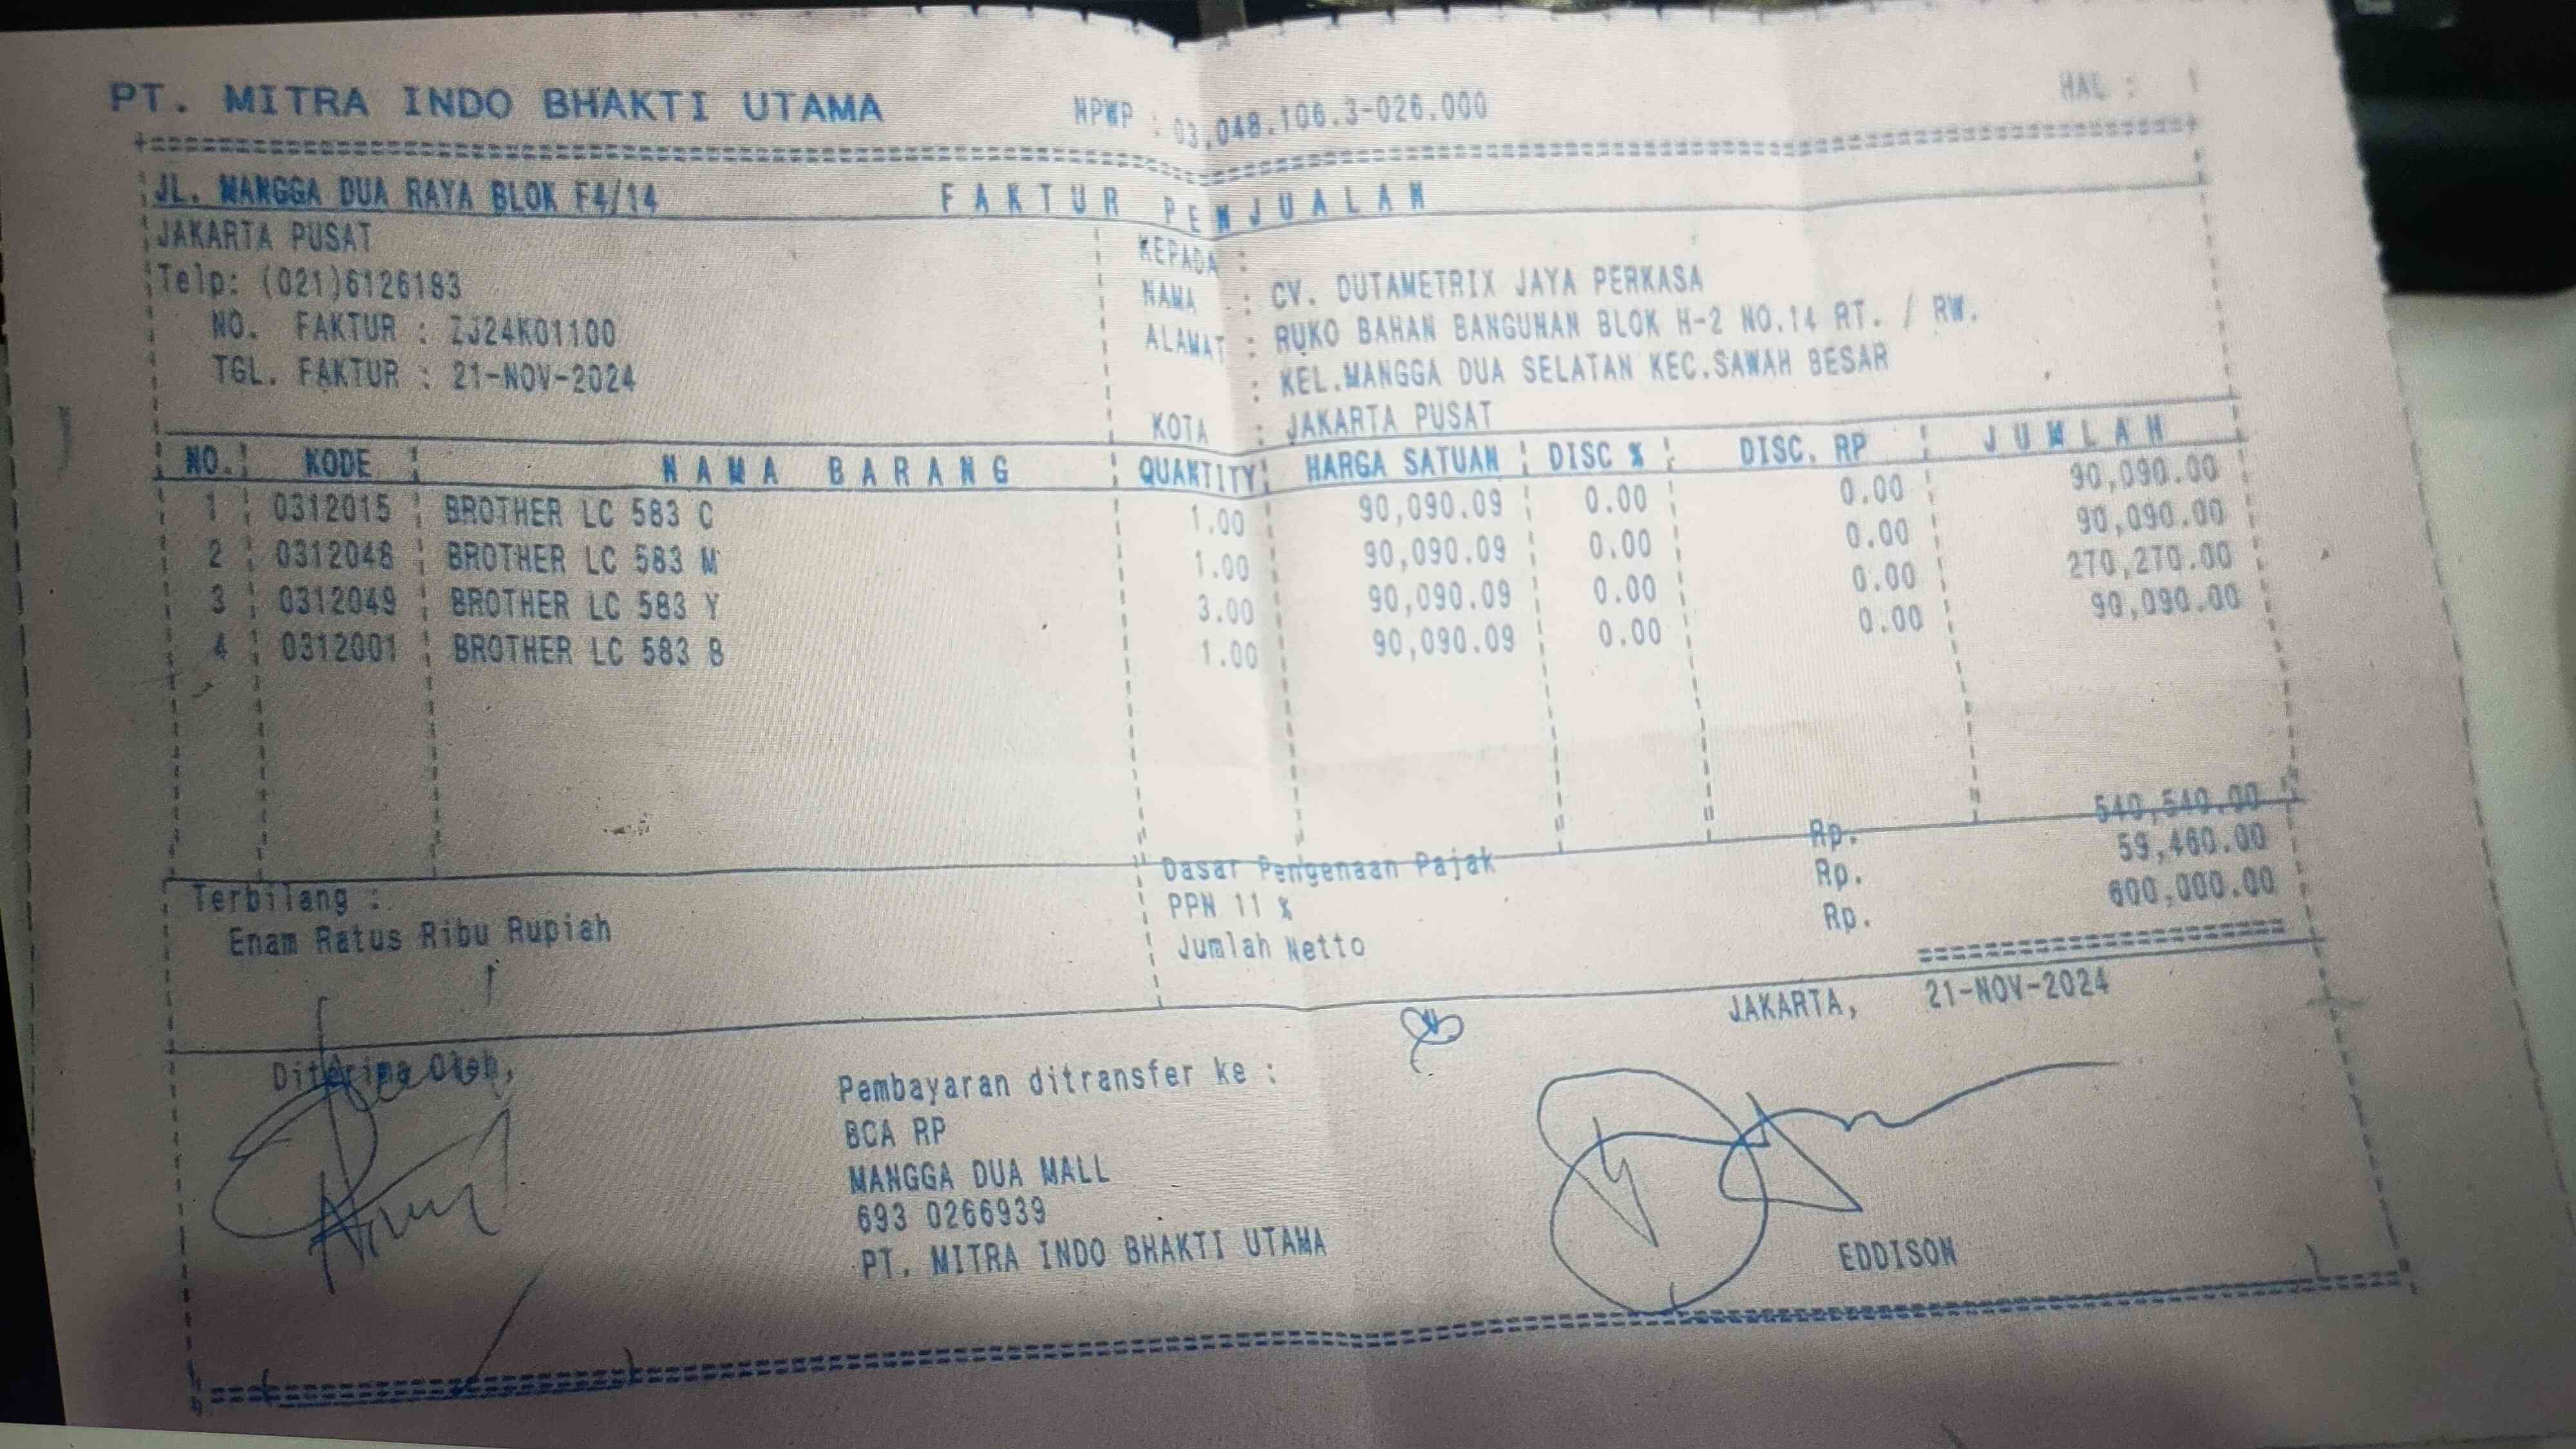 PT. MITRA INDO BHAKTI UTAMA NPWP : 03.048.106.3-026.000 HAL : 1
JL. MANGGA DUA RAYA BLOK F4/14 FAKTUR PENJUALAN
JAKARTA PUSAT KEPADA :
Telp: (021)6126183 NAMA : CV. DUTAMETRIX JAYA PERKASA
NO. FAKTUR : ZJ24K01100 ALAMAT : RUKO BAHAN BANGUNAN BLOK H-2 NO.14 RT. / RW.
TGL. FAKTUR : 21-NOV-2024 : KEL.MANGGA DUA SELATAN KEC.SAWAH BESAR
KOTA : JAKARTA PUSAT
NO. KODE NAMA BARANG QUANTITY HARGA SATUAN DISC % DISC. RP JUMLAH
1 0312015 BROTHER LC 583 C 1.00 90,090.09 0.00 0.00 90,090.00
2 0312048 BROTHER LC 583 M 1.00 90,090.09 0.00 0.00 90,090.00
3 0312049 BROTHER LC 583 Y 3.00 90,090.09 0.00 0.00 270,270.00
4 0312001 BROTHER LC 583 B 1.00 90,090.09 0.00 0.00 90,090.00
Dasar Pengenaan Pajak Rp. 540,540.00
Terbilang : PPN 11 % Rp. 59,460.00
Enam Ratus Ribu Rupiah Jumlah Netto Rp. 600,000.00
JAKARTA, 21-NOV-2024
Diterima Oleh, Pembayaran ditransfer ke :
BCA RP
MANGGA DUA MALL
693 0266939
PT. MITRA INDO BHAKTI UTAMA EDDISON